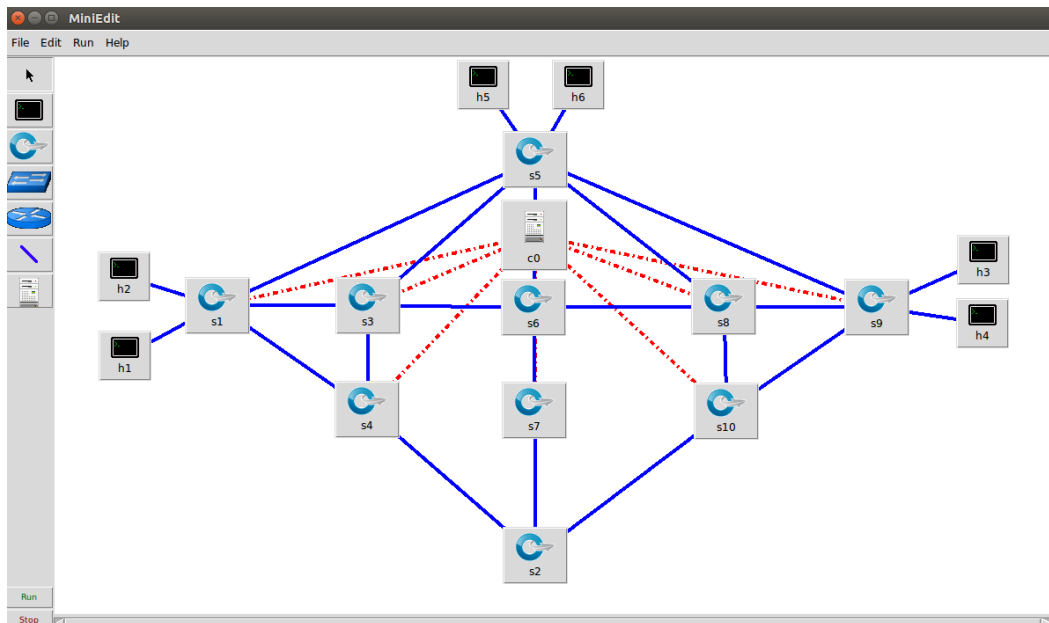 MiniEdit
File Edit Run Help
h5 h6
s5
c0
h2
h3
s1 s3 s6 s8 s9
h4
h1
s4 s7 s10
s2
Run
Stop